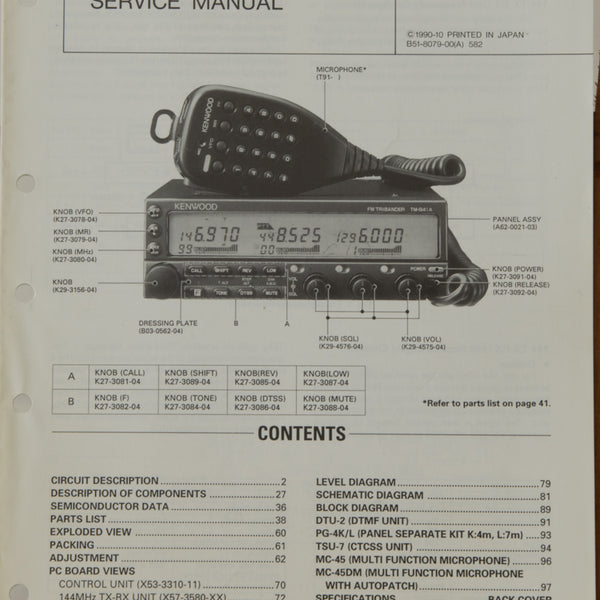 SERVICE MANUAL
©1990-10 PRINTED IN JAPAN
B51-8079-00(A) 582
MICROPHONE*
(T91- )
KENWOOD
KNOB (VFO)
(K27-3078-04)
KNOB (MR)
(K27-3079-04)
KNOB (MHz)
(K27-3080-04)
KNOB
(K29-3156-04)
KENWOOD
FM TRIBANDER TM-941A
146.970 448.525 1296.000
CALL SHIFT REV LOW
F TONE DTSS MUTE
POWER
RELEASE
VOL
SQL
PANNEL ASSY
(A62-0021-03)
KNOB (POWER)
(K27-3091-04)
KNOB (RELEASE)
(K27-3092-04)
DRESSING PLATE
(B03-0562-04)
B
A
KNOB (SQL)
(K29-4576-04)
KNOB (VOL)
(K29-4575-04)
A KNOB (CALL) KNOB (SHIFT) KNOB(REV) KNOB(LOW)
K27-3081-04 K27-3089-04 K27-3085-04 K27-3087-04
B KNOB (F) KNOB (TONE) KNOB (DTSS) KNOB (MUTE)
K27-3082-04 K27-3084-04 K27-3086-04 K27-3088-04
*Refer to parts list on page 41.
CONTENTS
CIRCUIT DESCRIPTION 2
DESCRIPTION OF COMPONENTS 27
SEMICONDUCTOR DATA 36
PARTS LIST 38
EXPLODED VIEW 60
PACKING 61
ADJUSTMENT 62
PC BOARD VIEWS
CONTROL UNIT (X53-3310-11) 70
144MHz TX-RX UNIT (X57-3580-XX) 72
LEVEL DIAGRAM 79
SCHEMATIC DIAGRAM 81
BLOCK DIAGRAM 89
DTU-2 (DTMF UNIT) 91
PG-4K/L (PANEL SEPARATE KIT K:4m, L:7m) 93
TSU-7 (CTCSS UNIT) 94
MC-45 (MULTI FUNCTION MICROPHONE) 96
MC-45DM (MULTI FUNCTION MICROPHONE
WITH AUTOPATCH) 97
SPECIFICATIONS BACK COVER